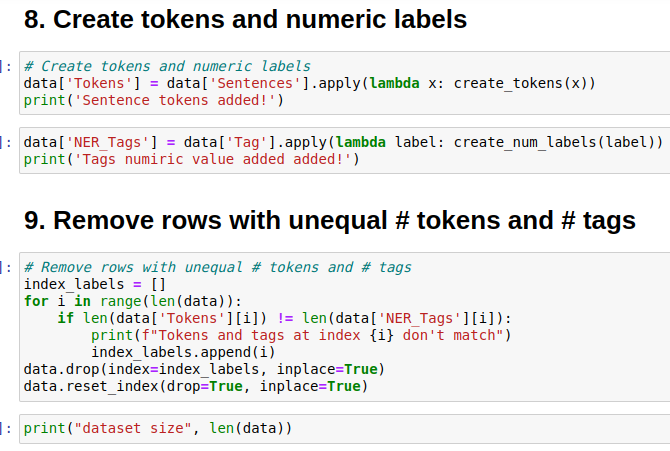 8. Create tokens and numeric labels
]: # Create tokens and numeric labels
data['Tokens'] = data['Sentences'].apply(lambda x: create_tokens(x))
print('Sentence tokens added!')
]: data['NER_Tags'] = data['Tag'].apply(lambda label: create_num_labels(label))
print('Tags numiric value added added!')
9. Remove rows with unequal # tokens and # tags
]: # Remove rows with unequal # tokens and # tags
index_labels = []
for i in range(len(data)):
    if len(data['Tokens'][i]) != len(data['NER_Tags'][i]):
        print(f"Tokens and tags at index {i} don't match")
        index_labels.append(i)
data.drop(index=index_labels, inplace=True)
data.reset_index(drop=True, inplace=True)
]: print("dataset size", len(data))